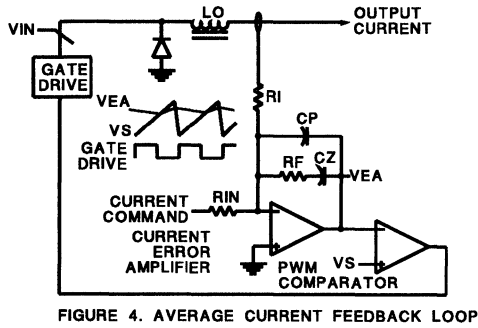 LO
OUTPUT
CURRENT
VIN
GATE
DRIVE
RI
VEA
VS
GATE
DRIVE
CP
RF
CZ
VEA
CURRENT
COMMAND
RIN
CURRENT
ERROR
AMPLIFIER
PWM
COMPARATOR
VS
FIGURE 4. AVERAGE CURRENT FEEDBACK LOOP